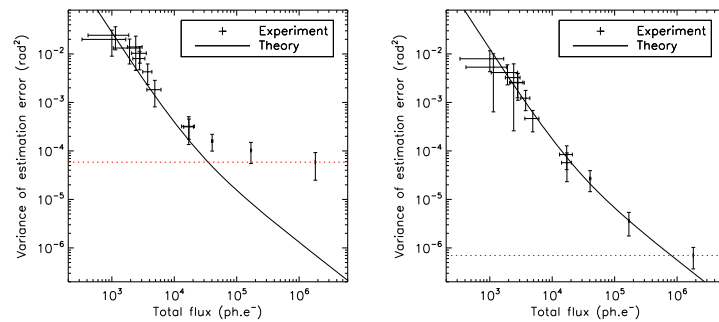 Experiment
Theory
Variance of estimation error (rad²)
10⁻²
10⁻³
10⁻⁴
10⁻⁵
10⁻⁶
10³ 10⁴ 10⁵ 10⁶
Total flux (ph.e⁻)
Experiment
Theory
Variance of estimation error (rad²)
10⁻²
10⁻³
10⁻⁴
10⁻⁵
10⁻⁶
10³ 10⁴ 10⁵ 10⁶
Total flux (ph.e⁻)